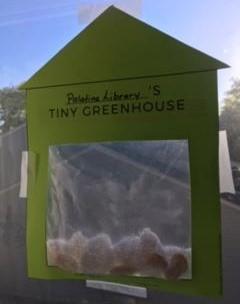 Palatine Library 'S
TINY GREENHOUSE